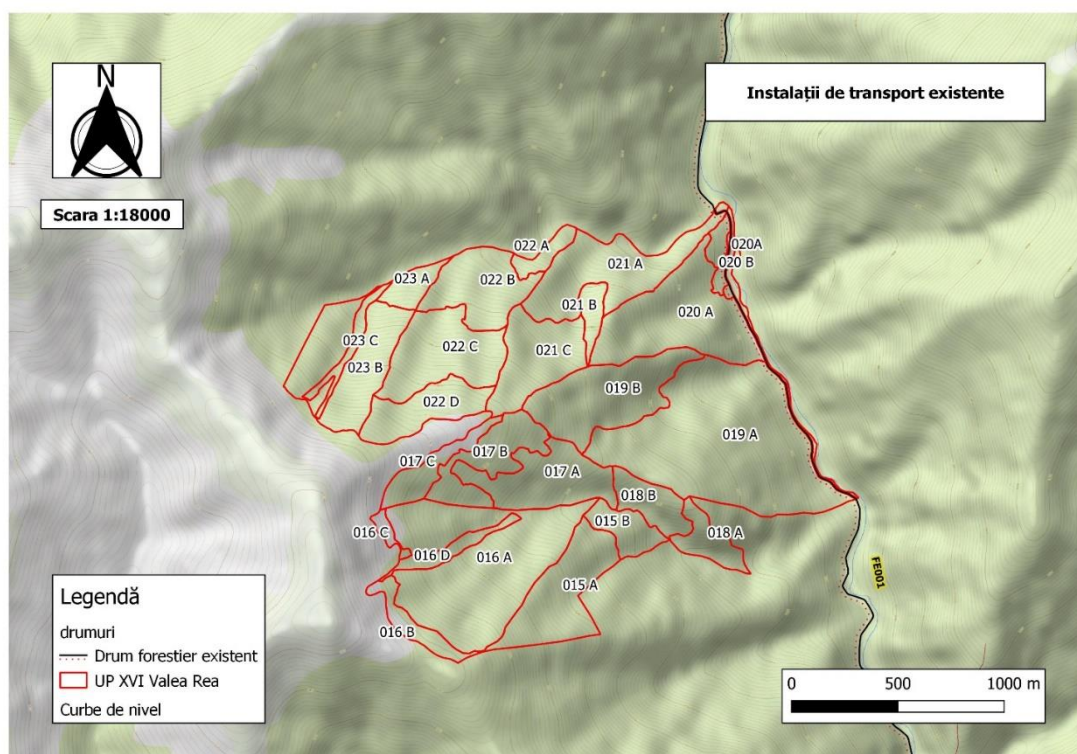 N
Instalații de transport existente
Scara 1:18000
022 A
020A
023 A
022 B
021 A
020 B
021 B
020 A
023 C
022 C
021 C
023 B
019 B
022 D
019 A
017 B
017 C
017 A
018 B
016 C
015 B
018 A
016 D
016 A
015 A
FE001
016 B
Legendă
drumuri
Drum forestier existent
UP XVI Valea Rea
Curbe de nivel
0 500 1000 m